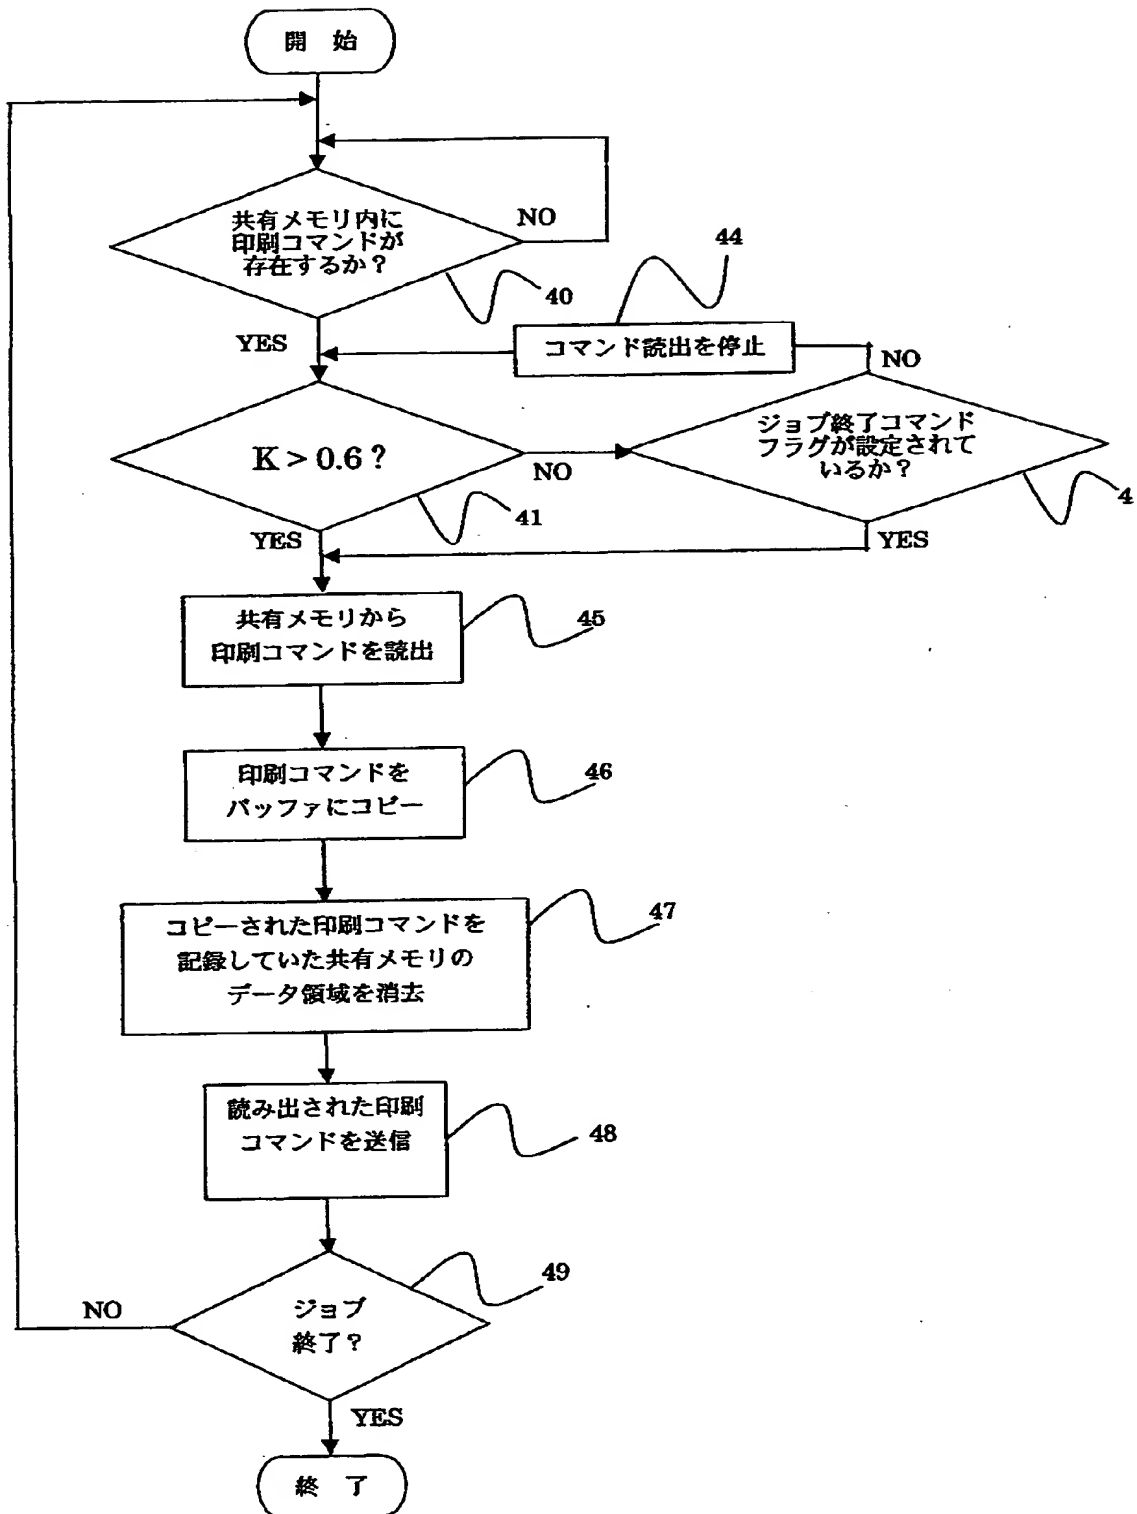 開 始
共有メモリ内に
印刷コマンドが
存在するか？
NO
40
YES
44
コマンド読出を停止
NO
K > 0.6？
NO
41
YES
ジョブ終了コマンド
フラグが設定されて
いるか？
4
YES
共有メモリから
印刷コマンドを読出
45
印刷コマンドを
バッファにコピー
46
コピーされた印刷コマンドを
記録していた共有メモリの
データ領域を消去
47
読み出された印刷
コマンドを送信
48
ジョブ
終了？
49
NO
YES
終 了